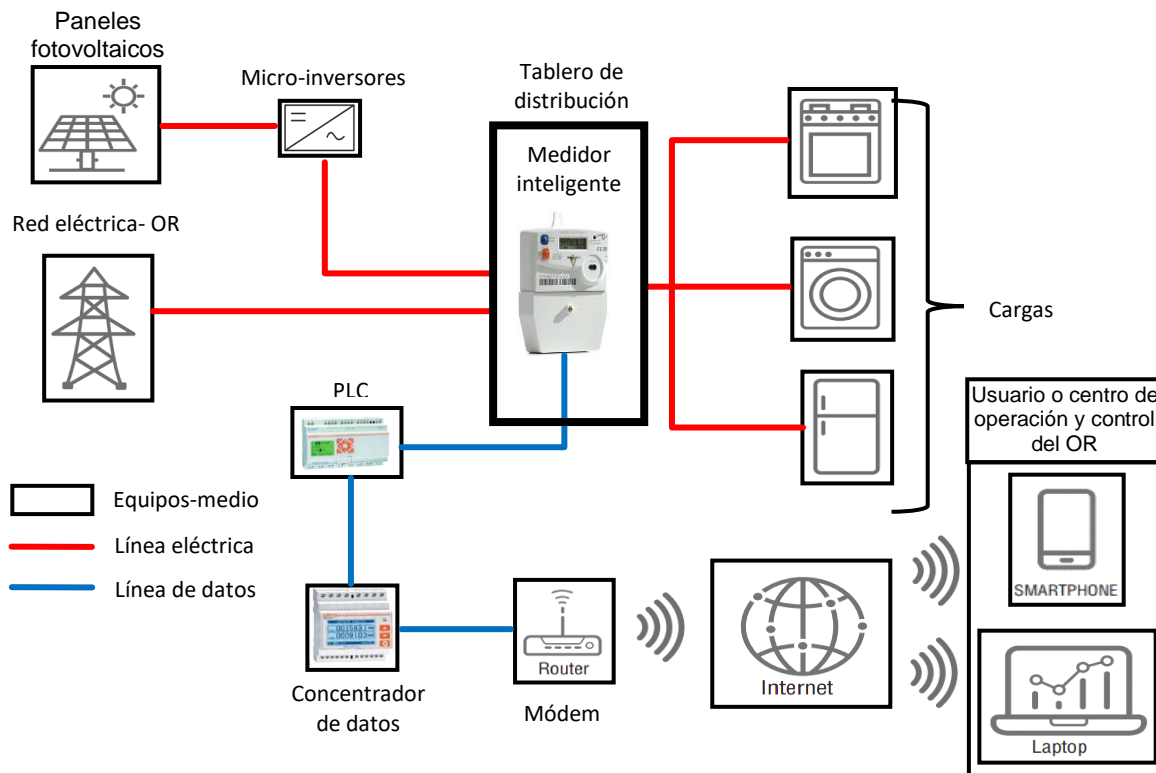 Paneles
fotovoltaicos
Micro-inversores
Tablero de
distribución
Medidor
inteligente
Red eléctrica- OR
Cargas
PLC
Usuario o centro de
operación y control
del OR
Equipos-medio
Línea eléctrica
Línea de datos
SMARTPHONE
Router
Internet
Concentrador
de datos
Módem
Laptop